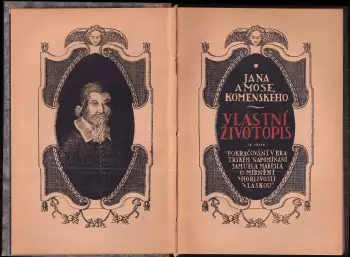 JANA
AMOSE
KOMENSKÉHO
VLASTNÍ
ŽIVOTOPIS
POKRAČOVÁNÍ V BRA
TRSKÉM NAPOMÍNÁNÍ
SAMUELA MARESIA
O MÍRNĚNÍ
HORLIVOSTI
LÁSKOU